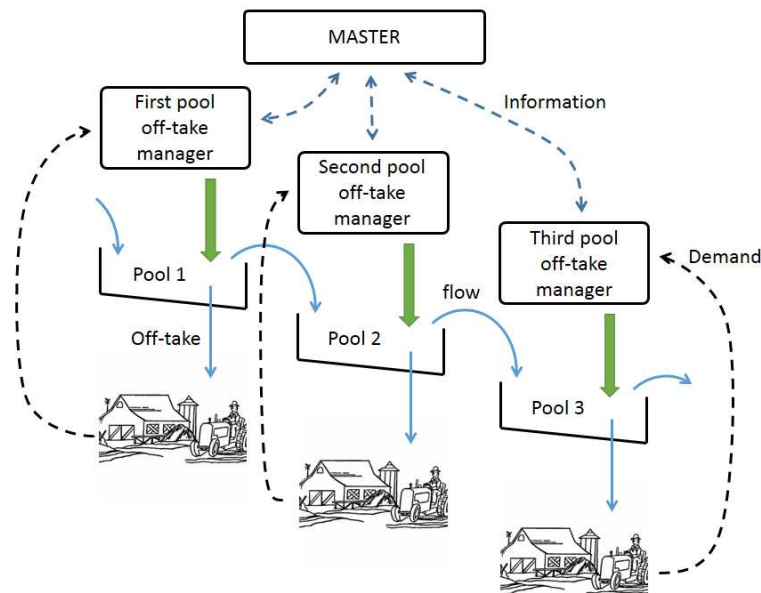 MASTER
First pool
off-take
manager
Information
Second pool
off-take
manager
Third pool
off-take
manager
Demand
Pool 1
flow
Off-take
Pool 2
Pool 3